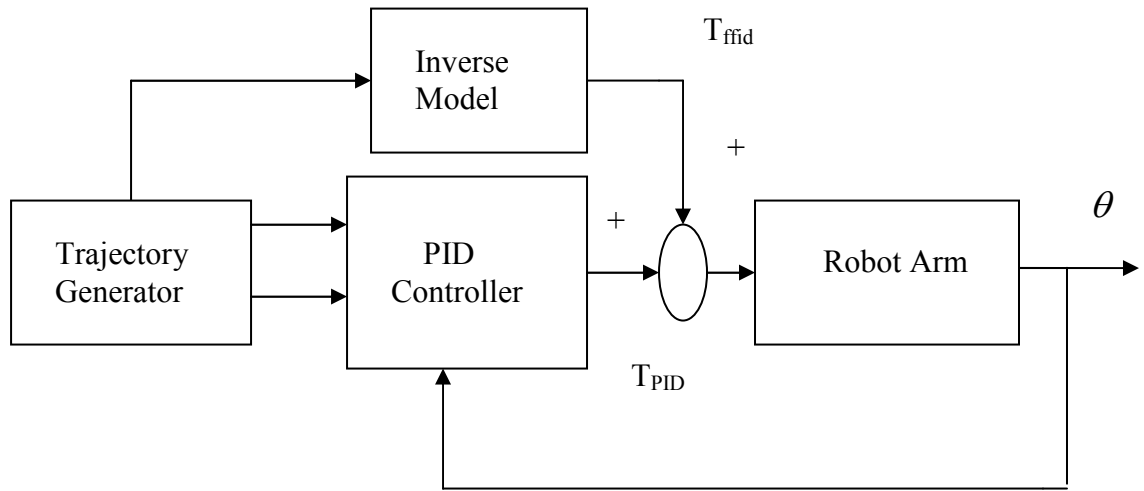 Inverse
Model
T_ffid
+
+
Trajectory
Generator
PID
Controller
Robot Arm
θ
T_PID